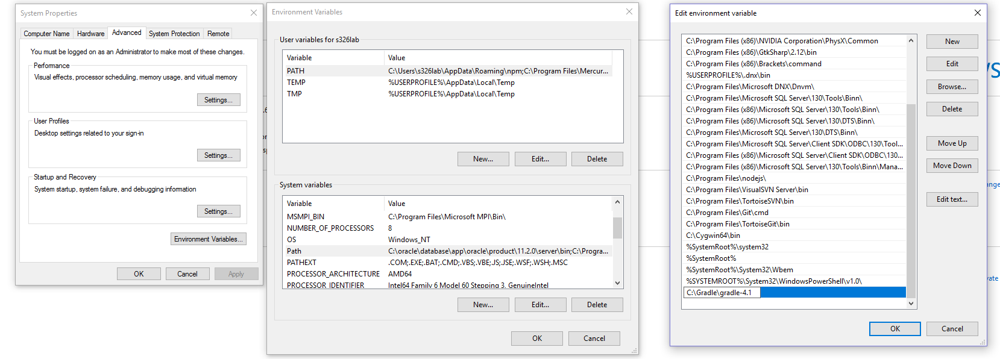 System Properties
Computer Name Hardware Advanced System Protection Remote
You must be logged on as an Administrator to make most of these changes.
Performance
Visual effects, processor scheduling, memory usage, and virtual memory
Settings...
User Profiles
Desktop settings related to your sign-in
Settings...
Startup and Recovery
System startup, system failure, and debugging information
Settings...
Environment Variables...
OK Cancel Apply
Environment Variables
User variables for s326lab
Variable Value
PATH C:\Users\s326lab\AppData\Roaming\npm;C:\Program Files\Mercur...
TEMP %USERPROFILE%\AppData\Local\Temp
TMP %USERPROFILE%\AppData\Local\Temp
New... Edit... Delete
System variables
Variable Value
MSMPI_BIN C:\Program Files\Microsoft MPI\Bin\
NUMBER_OF_PROCESSORS 8
OS Windows_NT
Path C:\oracle\database\app\oracle\product\11.2.0\server\bin;C:\Progra...
PATHEXT .COM;.EXE;.BAT;.CMD;.VBS;.VBE;.JS;.JSE;.WSF;.WSH;.MSC
PROCESSOR_ARCHITECTURE AMD64
PROCESSOR_IDENTIFIER Intel64 Family 6 Model 60 Stepping 3, GenuineIntel
New... Edit... Delete
OK Cancel
Edit environment variable
C:\Program Files (x86)\NVIDIA Corporation\PhysX\Common
C:\Program Files (x86)\GtkSharp\2.12\bin
C:\Program Files (x86)\Brackets\command
%USERPROFILE%\.dnx\bin
C:\Program Files\Microsoft DNX\Dnvm\
C:\Program Files\Microsoft SQL Server\130\Tools\Binn\
C:\Program Files (x86)\Microsoft SQL Server\130\Tools\Binn\
C:\Program Files (x86)\Microsoft SQL Server\130\DTS\Binn\
C:\Program Files\Microsoft SQL Server\130\DTS\Binn\
C:\Program Files\Microsoft SQL Server\Client SDK\ODBC\130\Tool...
C:\Program Files\Microsoft SQL Server\Client SDK\ODBC\130...
C:\Program Files (x86)\Microsoft SQL Server\130\Tools\Binn\Mana...
C:\Program Files\nodejs\
C:\Program Files\VisualSVN Server\bin
C:\Program Files\TortoiseSVN\bin
C:\Program Files\Git\cmd
C:\Program Files\TortoiseGit\bin
C:\Cygwin64\bin
%SystemRoot%\system32
%SystemRoot%
%SystemRoot%\System32\Wbem
%SYSTEMROOT%\System32\WindowsPowerShell\v1.0\
C:\Gradle\gradle-4.1
New
Edit
Browse...
Delete
Move Up
Move Down
Edit text...
OK Cancel